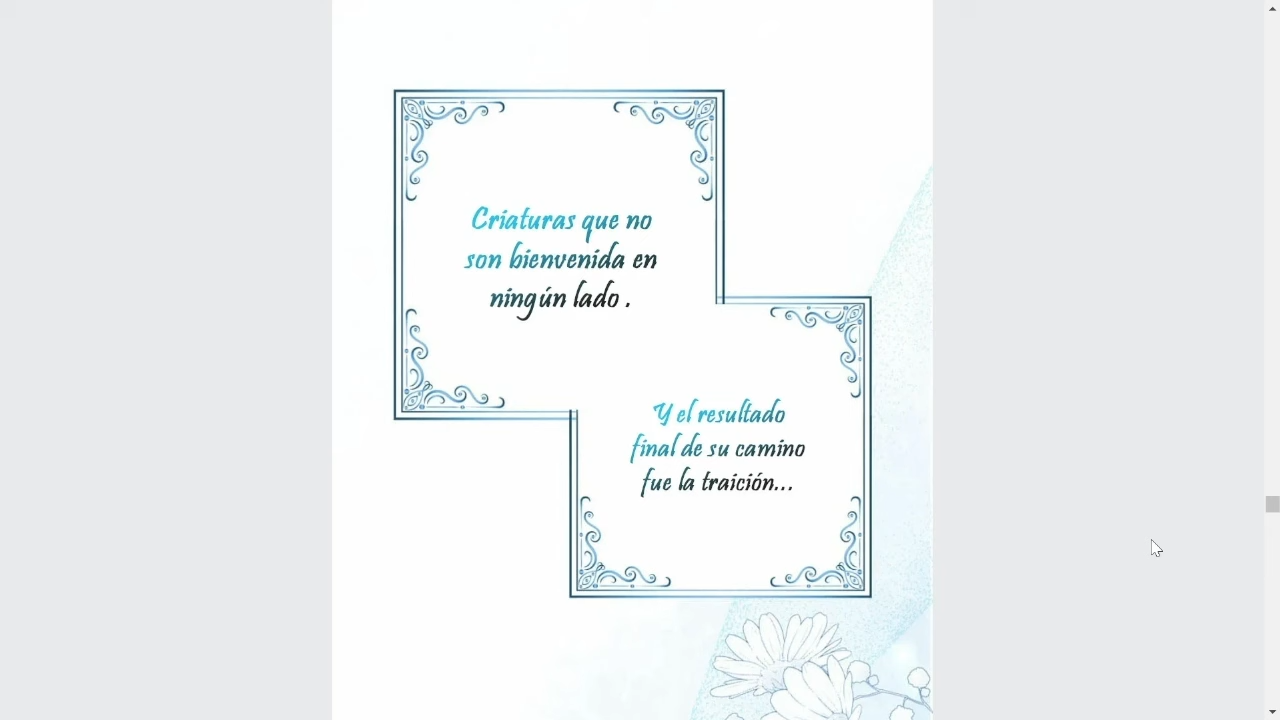 Criaturas que no
son bienvenida en
ningún lado .
Y el resultado
final de su camino
fue la traición...